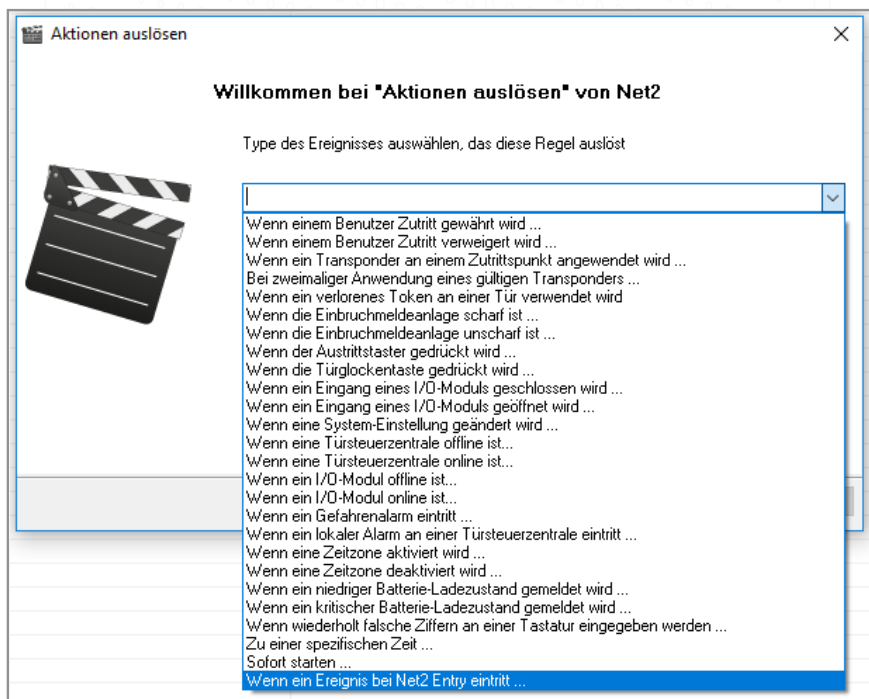 Aktionen auslösen
Willkommen bei "Aktionen auslösen" von Net2
Type des Ereignisses auswählen, das diese Regel auslöst
Wenn einem Benutzer Zutritt gewährt wird ...
Wenn einem Benutzer Zutritt verweigert wird ...
Wenn ein Transponder an einem Zutrittspunkt angewendet wird ...
Bei zweimaliger Anwendung eines gültigen Transponders ...
Wenn ein verlorenes Token an einer Tür verwendet wird
Wenn die Einbruchmeldeanlage scharf ist ...
Wenn die Einbruchmeldeanlage unscharf ist ...
Wenn der Austrittstaster gedrückt wird ...
Wenn die Türglockentaste gedrückt wird ...
Wenn ein Eingang eines I/O-Moduls geschlossen wird ...
Wenn ein Eingang eines I/O-Moduls geöffnet wird ...
Wenn eine System-Einstellung geändert wird ...
Wenn eine Türsteuerzentrale offline ist...
Wenn eine Türsteuerzentrale online ist...
Wenn ein I/O-Modul offline ist...
Wenn ein I/O-Modul online ist...
Wenn ein Gefahrenalarm eintritt ...
Wenn ein lokaler Alarm an einer Türsteuerzentrale eintritt ...
Wenn eine Zeitzone aktiviert wird ...
Wenn eine Zeitzone deaktiviert wird ...
Wenn ein niedriger Batterie-Ladezustand gemeldet wird ...
Wenn ein kritischer Batterie-Ladezustand gemeldet wird ...
Wenn wiederholt falsche Ziffern an einer Tastatur eingegeben werden ...
Zu einer spezifischen Zeit ...
Sofort starten ...
Wenn ein Ereignis bei Net2 Entry eintritt ...